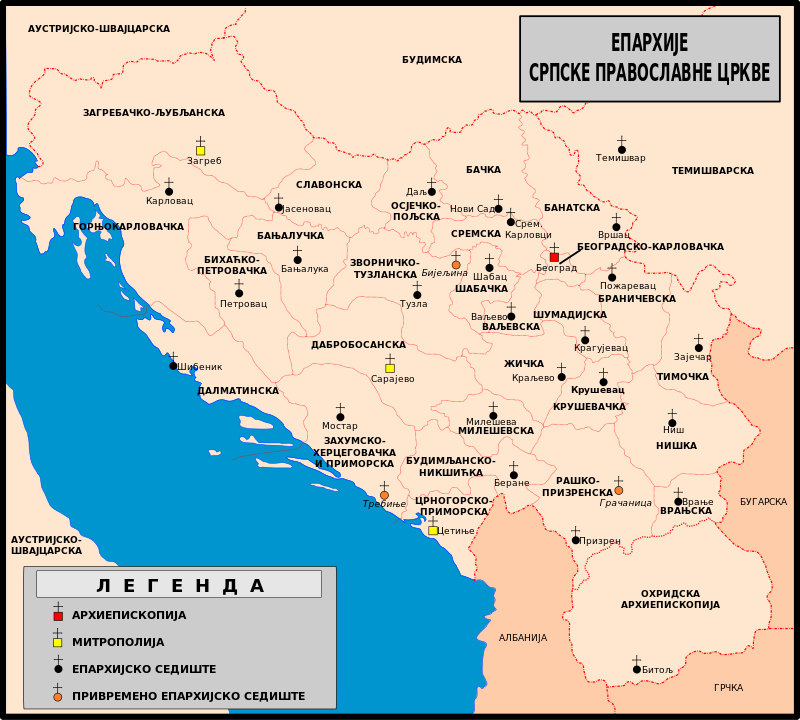 ЕПАРХИЈЕ
СРПСКЕ ПРАВОСЛАВНЕ ЦРКВЕ
АУСТРИЈСКО-ШВАЈЦАРСКА
БУДИМСКА
ЗАГРЕБАЧКО-ЉУБЉАНСКА
Загреб
Темишвар
ТЕМИШВАРСКА
БАЧКА
СЛАВОНСКА
Карловац
Јасеновац
Даљ
ОСЈЕЧКО-
ПОЉСКА
Нови Сад
БАНАТСКА
Срем.
Карловци
Вршац
ГОРЊОКАРЛОВАЧКА
БАЊАЛУЧКА
СРЕМСКА
БЕОГРАДСКО-КАРЛОВАЧКА
БИХАЋКО-
ПЕТРОВАЧКА
Бањалука
ЗВОРНИЧКО-
ТУЗЛАНСКА
Бијељина
Шабац
ШАБАЧКА
Београд
Пожаревац
БРАНИЧЕВСКА
Петровац
Тузла
Ваљево
ВАЉЕВСКА
ШУМАДИЈСКА
Крагујевац
Зајечар
ДАБРОБОСАНСКА
Сарајево
Шибеник
ДАЛМАТИНСКА
ЖИЧКА
Краљево
Крушевац
КРУШЕВАЧКА
ТИМОЧКА
Мостар
Милешева
МИЛЕШЕВСКА
Ниш
НИШКА
ЗАХУМСКО-
ХЕРЦЕГОВАЧКА
И ПРИМОРСКА
БУДИМЉАНСКО-
НИКШИЋКА
Беране
РАШКО-
ПРИЗРЕНСКА
Грачаница
Врање
ВРАЊСКА
БУГАРСКА
Требиње
ЦРНОГОРСКО-
ПРИМОРСКА
Цетиње
Призрен
АУСТРИЈСКО-
ШВАЈЦАРСКА
ОХРИДСКА
АРХИЕПИСКОПИЈА
АЛБАНИЈА
Битољ
ГРЧКА
ЛЕГЕНДА
АРХИЕПИСКОПИЈА
МИТРОПОЛИЈА
ЕПАРХИЈСКО СЕДИШТЕ
ПРИВРЕМЕНО ЕПАРХИЈСКО СЕДИШТЕ